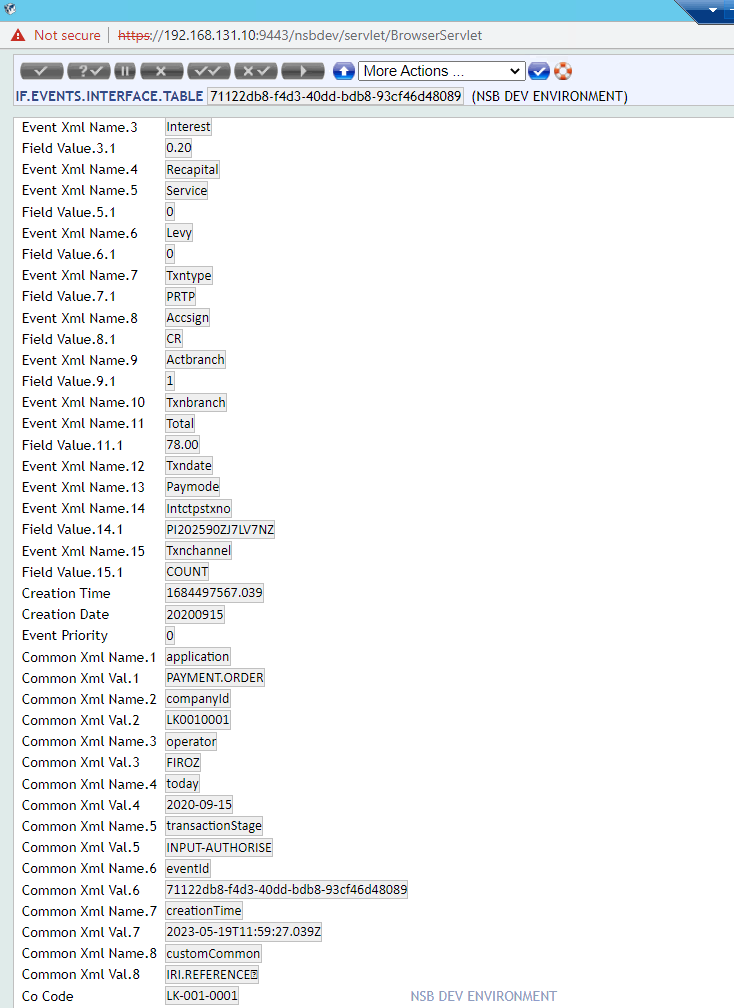 Not secure | https://192.168.131.10:9443/nsbdev/servlet/BrowserServlet
More Actions ...
IF.EVENTS.INTERFACE.TABLE 71122db8-f4d3-40dd-bdb8-93cf46d48089 (NSB DEV ENVIRONMENT)
Event Xml Name.3 Interest
Field Value.3.1 0.20
Event Xml Name.4 Recapital
Event Xml Name.5 Service
Field Value.5.1 0
Event Xml Name.6 Levy
Field Value.6.1 0
Event Xml Name.7 Txntype
Field Value.7.1 PRTP
Event Xml Name.8 Accsign
Field Value.8.1 CR
Event Xml Name.9 Actbranch
Field Value.9.1 1
Event Xml Name.10 Txnbranch
Event Xml Name.11 Total
Field Value.11.1 78.00
Event Xml Name.12 Txndate
Event Xml Name.13 Paymode
Event Xml Name.14 Intctpstxno
Field Value.14.1 PI202590ZJ7LV7NZ
Event Xml Name.15 Txnchannel
Field Value.15.1 COUNT
Creation Time 1684497567.039
Creation Date 20200915
Event Priority 0
Common Xml Name.1 application
Common Xml Val.1 PAYMENT.ORDER
Common Xml Name.2 companyId
Common Xml Val.2 LK0010001
Common Xml Name.3 operator
Common Xml Val.3 FIROZ
Common Xml Name.4 today
Common Xml Val.4 2020-09-15
Common Xml Name.5 transactionStage
Common Xml Val.5 INPUT-AUTHORISE
Common Xml Name.6 eventId
Common Xml Val.6 71122db8-f4d3-40dd-bdb8-93cf46d48089
Common Xml Name.7 creationTime
Common Xml Val.7 2023-05-19T11:59:27.039Z
Common Xml Name.8 customCommon
Common Xml Val.8 IRI.REFERENCE
Co Code LK-001-0001 NSB DEV ENVIRONMENT